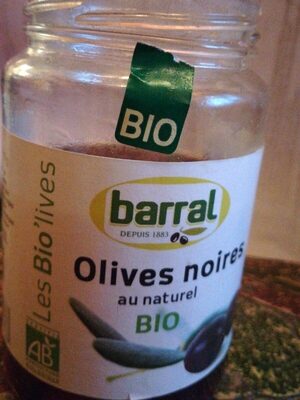 BIO
barral
DEPUIS 1883
Olives noires
au naturel
BIO
Les Bio'lives
AB